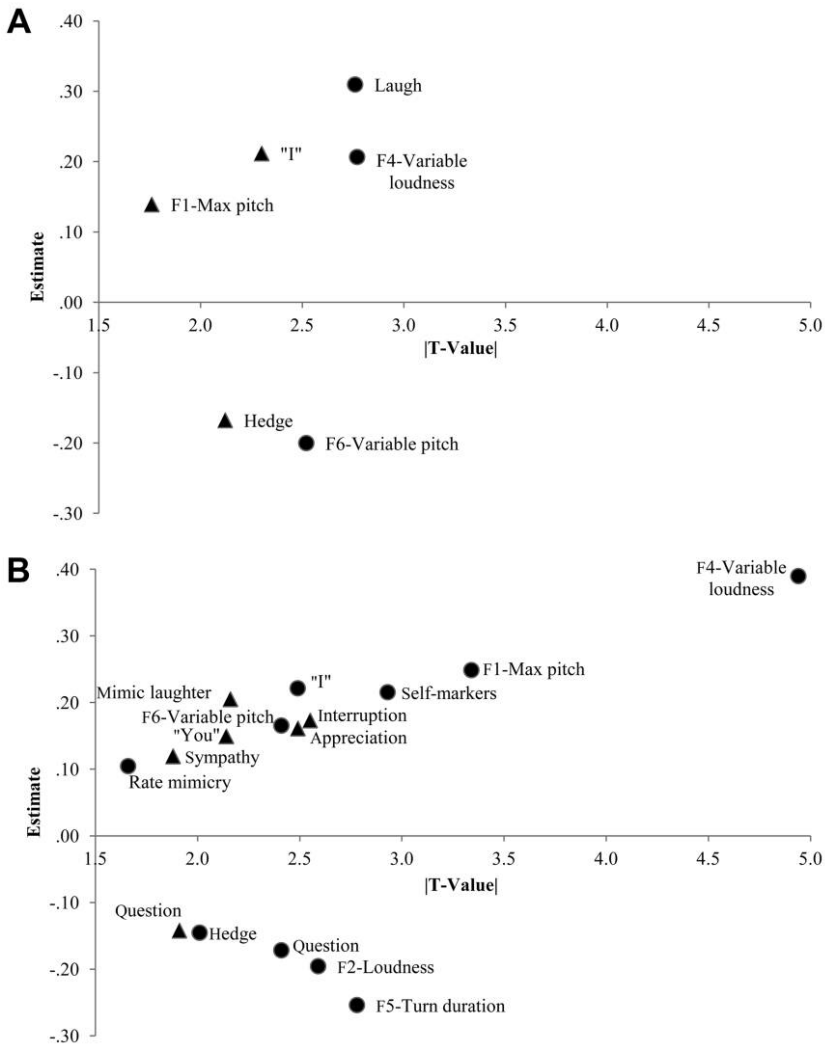 A
.40
.30
Laugh
"I"
F4-Variable
loudness
.20
F1-Max pitch
.10
Estimate
.00
1.5 2.0 2.5 3.0 3.5 4.0 4.5 5.0
|T-Value|
-.10
Hedge
F6-Variable pitch
-.20
-.30
B
.40
F4-Variable
loudness
.30
F1-Max pitch
"I"
Self-markers
Mimic laughter
.20
F6-Variable pitch
Interruption
"You"
Appreciation
Sympathy
.10
Rate mimicry
Estimate
.00
1.5 2.0 2.5 3.0 3.5 4.0 4.5 5.0
|T-Value|
-.10
Question
Hedge
Question
-.20
F2-Loudness
F5-Turn duration
-.30